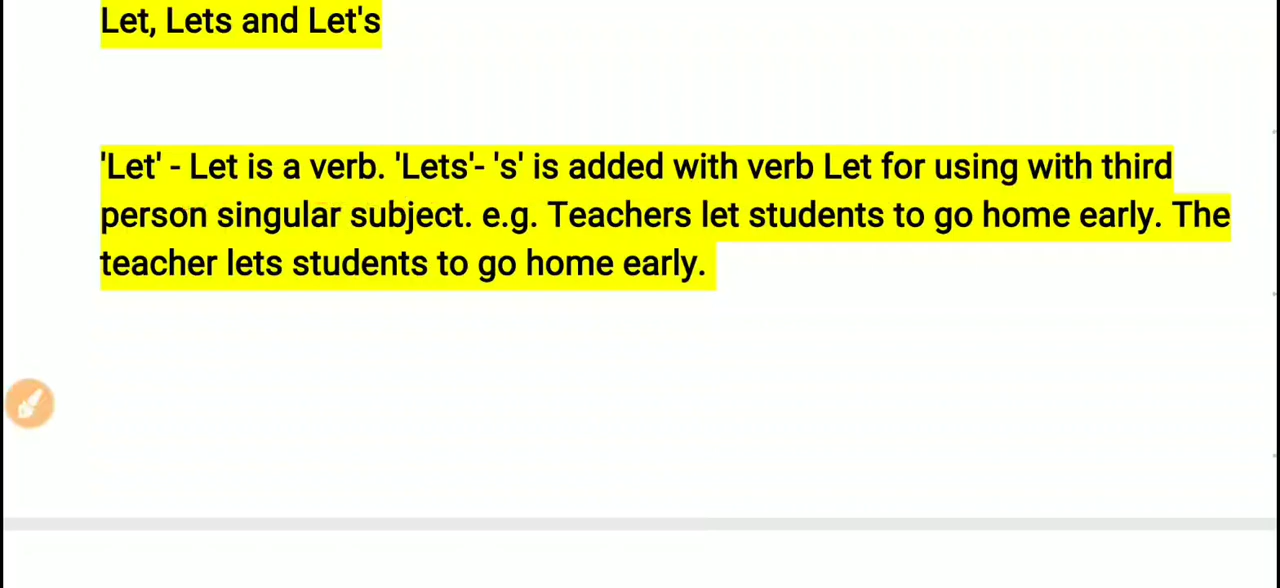 Let, Lets and Let's
'Let' - Let is a verb. 'Lets'- 's' is added with verb Let for using with third
person singular subject. e.g. Teachers let students to go home early. The
teacher lets students to go home early.